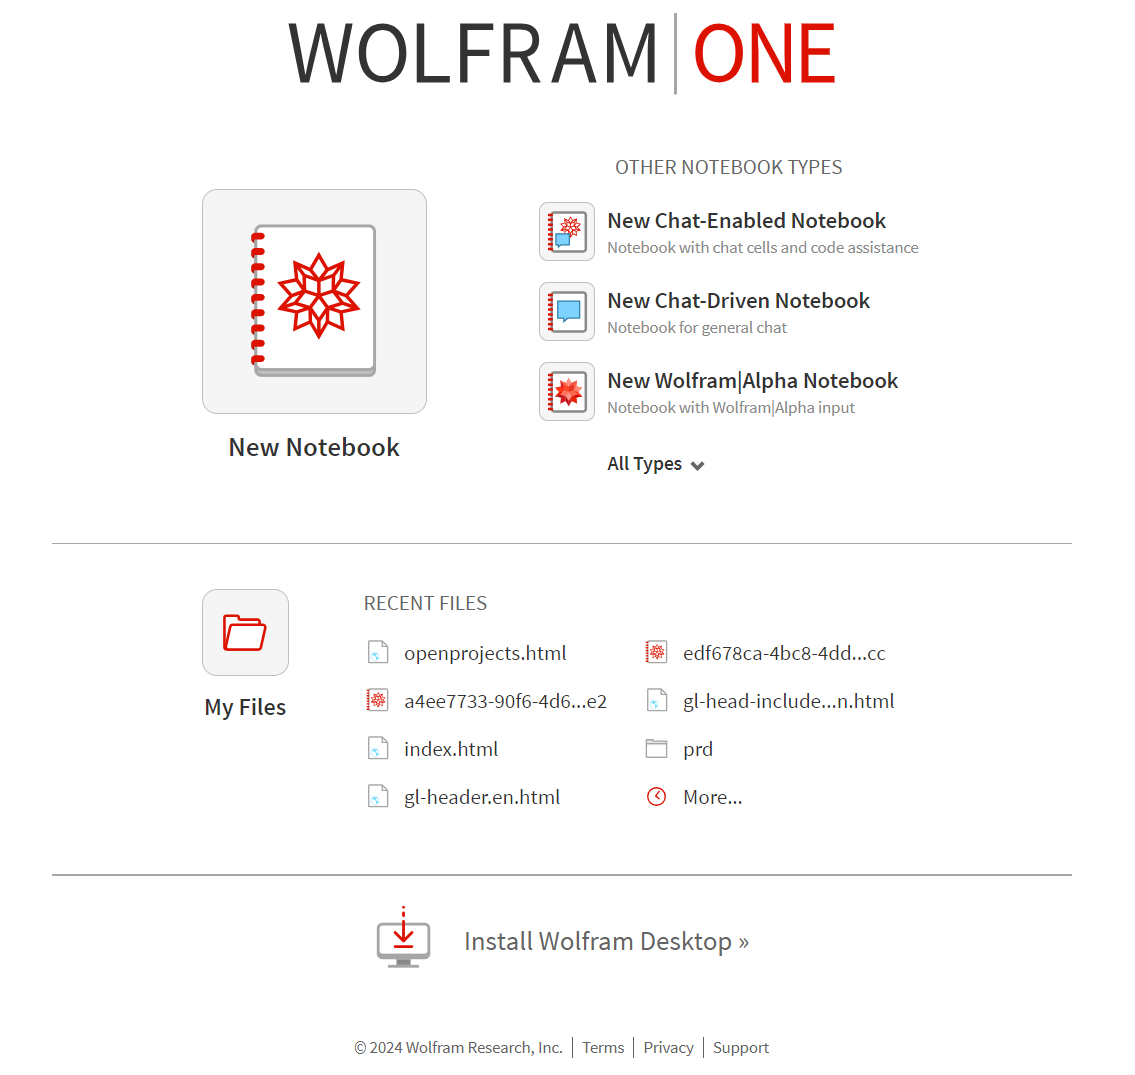 WOLFRAM ONE
OTHER NOTEBOOK TYPES
New Chat-Enabled Notebook
Notebook with chat cells and code assistance
New Chat-Driven Notebook
Notebook for general chat
New Wolfram|Alpha Notebook
Notebook with Wolfram|Alpha input
New Notebook
All Types
My Files
RECENT FILES
openprojects.html
edf678ca-4bc8-4dd...cc
a4ee7733-90f6-4d6...e2
gl-head-include...n.html
index.html
prd
gl-header.en.html
More...
Install Wolfram Desktop »
© 2024 Wolfram Research, Inc. | Terms | Privacy | Support